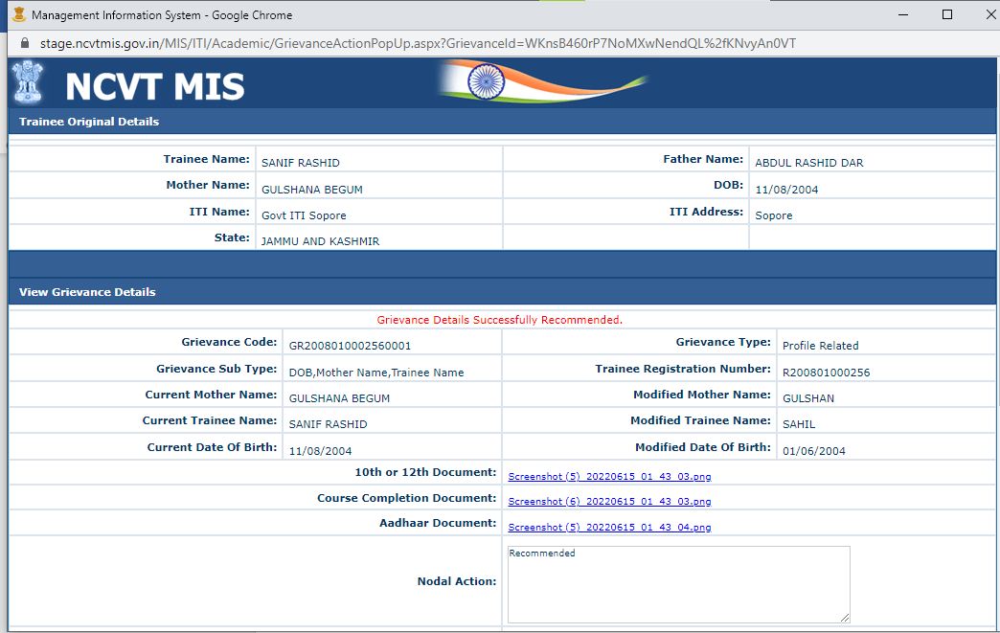 Management Information System - Google Chrome
stage.ncvtmis.gov.in/MIS/ITI/Academic/GrievanceActionPopUp.aspx?GrievanceId=WKnsB460rP7NoMXwNendQL%2fKNvyAn0VT
NCVT MIS
Trainee Original Details
Trainee Name: SANIF RASHID Father Name: ABDUL RASHID DAR
Mother Name: GULSHANA BEGUM DOB: 11/08/2004
ITI Name: Govt ITI Sopore ITI Address: Sopore
State: JAMMU AND KASHMIR
View Grievance Details
Grievance Details Successfully Recommended.
Grievance Code: GR2008010002560001 Grievance Type: Profile Related
Grievance Sub Type: DOB,Mother Name,Trainee Name Trainee Registration Number: R200801000256
Current Mother Name: GULSHANA BEGUM Modified Mother Name: GULSHAN
Current Trainee Name: SANIF RASHID Modified Trainee Name: SAHIL
Current Date Of Birth: 11/08/2004 Modified Date Of Birth: 01/06/2004
10th or 12th Document: Screenshot (5)_20220615_01_43_03.png
Course Completion Document: Screenshot (6)_20220615_01_43_03.png
Aadhaar Document: Screenshot (5)_20220615_01_43_04.png
Nodal Action: Recommended